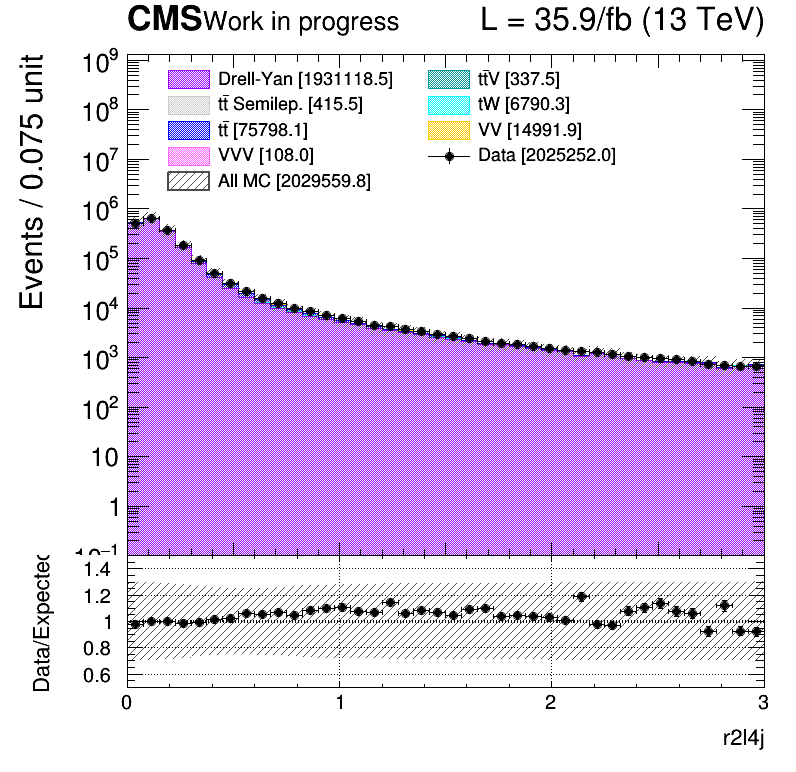 CMS Work in progress L = 35.9/fb (13 TeV)
Events / 0.075 unit
10⁹
10⁸
10⁷
10⁶
10⁵
10⁴
10³
10²
10
1
10⁻¹
Drell-Yan [1931118.5]
tt̄ Semilep. [415.5]
tt̄ [75798.1]
VVV [108.0]
All MC [2029559.8]
tt̄V [337.5]
tW [6790.3]
VV [14991.9]
Data [2025252.0]
Data/Expected
1.4
1.2
1
0.8
0.6
0 1 2 3
r2l4j